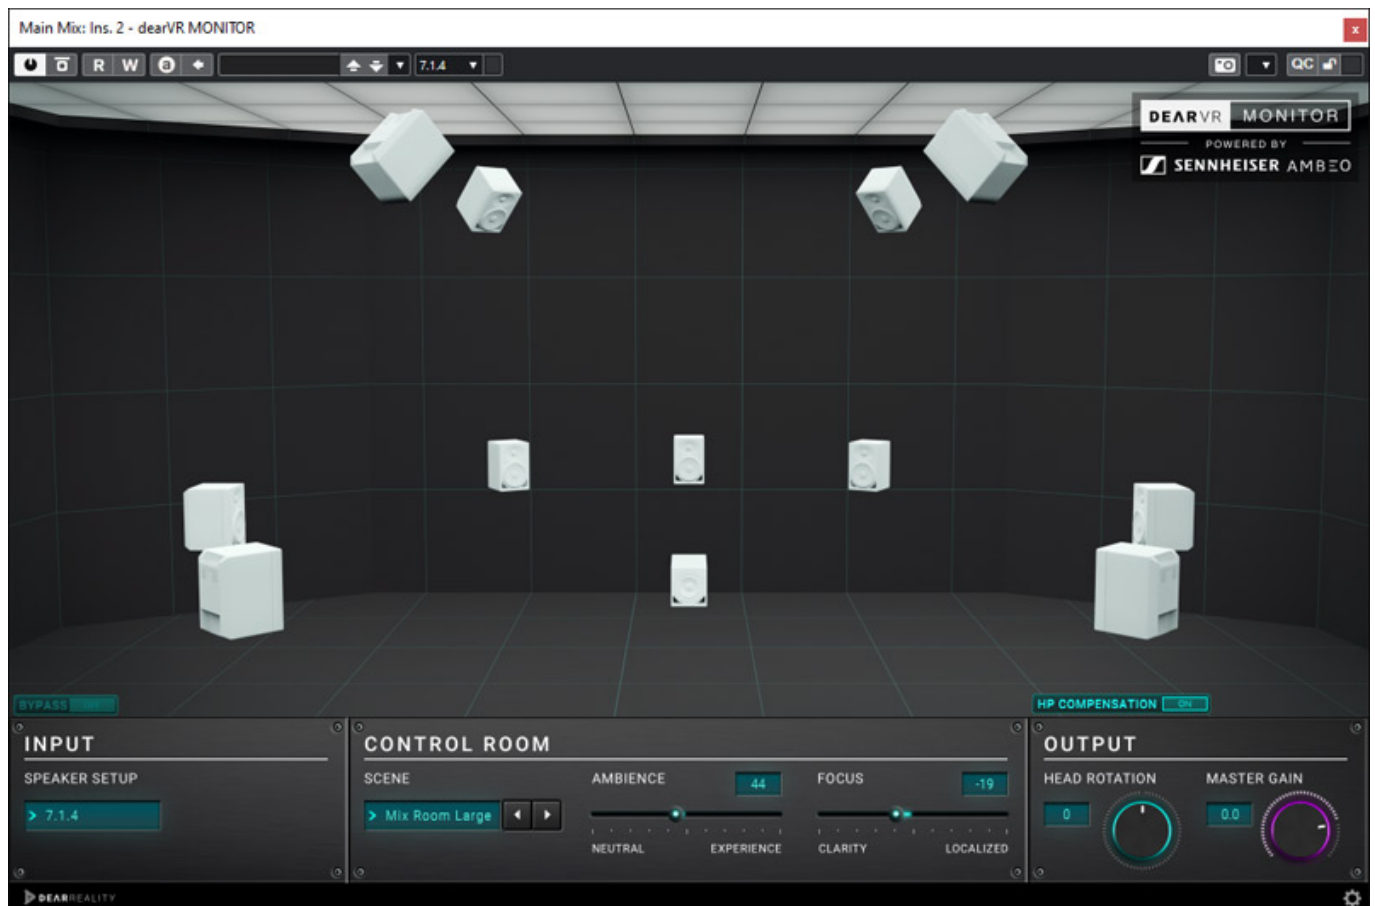 Main Mix: Ins. 2 - dearVR MONITOR
x
R W a 7.1.4 QC
DEARVR MONITOR
POWERED BY
SENNHEISER AMBEO
BYPASS
HP COMPENSATION ON
INPUT
SPEAKER SETUP
> 7.1.4
CONTROL ROOM
SCENE
> Mix Room Large
AMBIENCE 44
NEUTRAL EXPERIENCE
FOCUS -19
CLARITY LOCALIZED
OUTPUT
HEAD ROTATION
0
MASTER GAIN
0.0
DEARREALITY